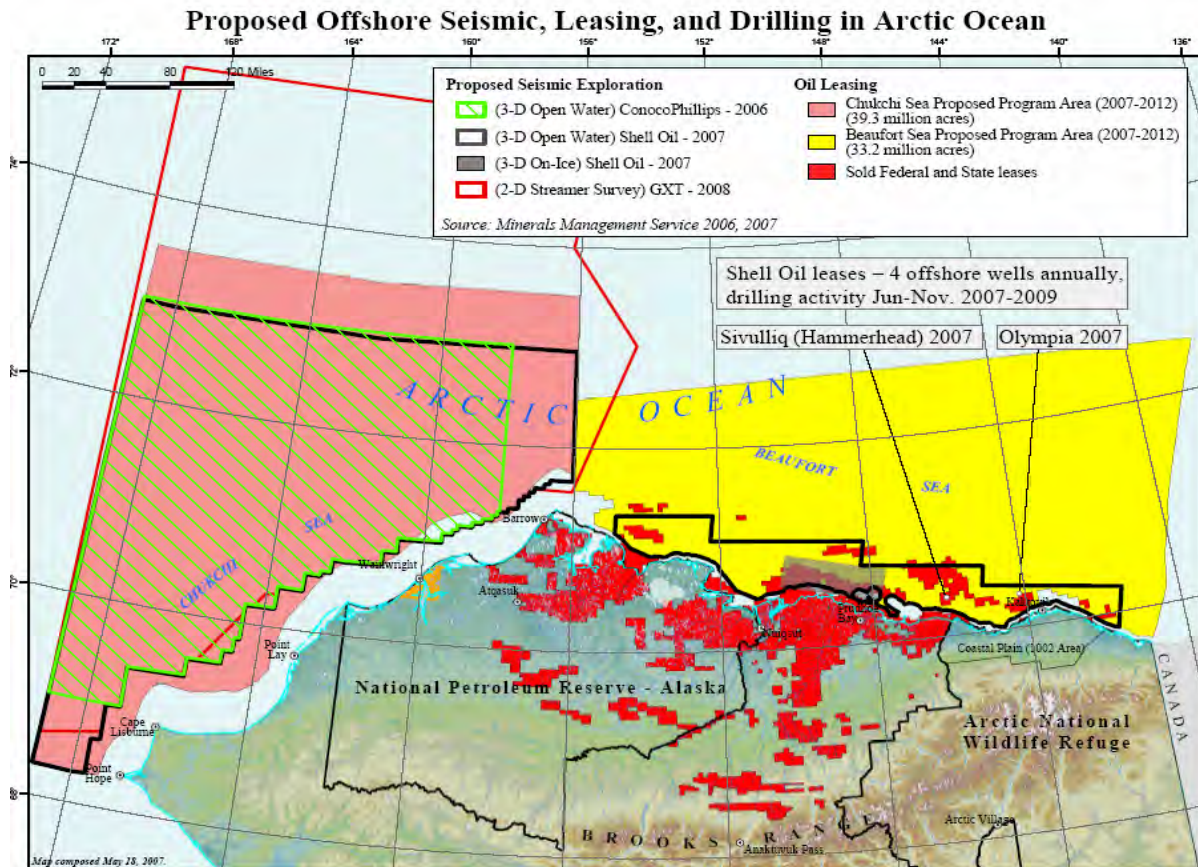 Proposed Offshore Seismic, Leasing, and Drilling in Arctic Ocean
172° 168° 164° 160° 156° 152° 148° 144° 140° 136°
0 20 40 80 120 Miles
Proposed Seismic Exploration
(3-D Open Water) ConocoPhillips - 2006
(3-D Open Water) Shell Oil - 2007
(3-D On-Ice) Shell Oil - 2007
(2-D Streamer Survey) GXT - 2008
Source: Minerals Management Service 2006, 2007
Oil Leasing
Chukchi Sea Proposed Program Area (2007-2012)
(39.3 million acres)
Beaufort Sea Proposed Program Area (2007-2012)
(33.2 million acres)
Sold Federal and State leases
74°
Shell Oil leases – 4 offshore wells annually,
drilling activity Jun-Nov. 2007-2009
Sivulliq (Hammerhead) 2007
Olympia 2007
72°
ARCTIC OCEAN
BEAUFORT SEA
CHUKCHI SEA
Barrow
70°
Wainwright
Atqasuk
Nuiqsut
Bay
Point
Lay
Coastal Plain (1002 Area)
CANADA
National Petroleum Reserve - Alaska
Arctic National
Wildlife Refuge
Cape
Lisburne
Point
Hope
68°
BROOKS RANGE
Arctic Village
Anaktuvuk Pass
Map composed May 18, 2007.